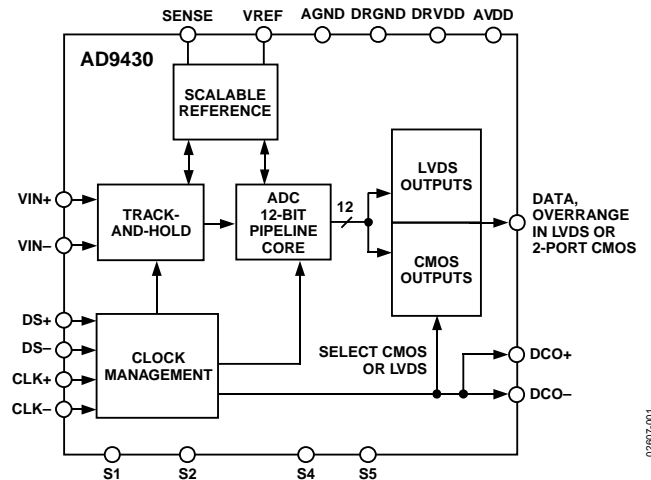 SENSE VREF AGND DRGND DRVDD AVDD
AD9430
SCALABLE
REFERENCE
VIN+
VIN–
TRACK-
AND-HOLD
ADC
12-BIT
PIPELINE
CORE
12
LVDS
OUTPUTS
CMOS
OUTPUTS
DATA,
OVERRANGE
IN LVDS OR
2-PORT CMOS
DS+
DS–
CLK+
CLK–
CLOCK
MANAGEMENT
SELECT CMOS
OR LVDS
DCO+
DCO–
S1 S2 S4 S5
02607-001